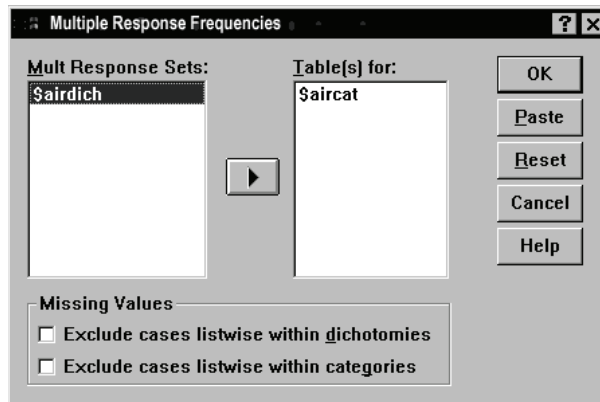 Multiple Response Frequencies
Mult Response Sets:
$airdich
Table(s) for:
$aircat
OK
Paste
Reset
Cancel
Help
Missing Values
Exclude cases listwise within dichotomies
Exclude cases listwise within categories